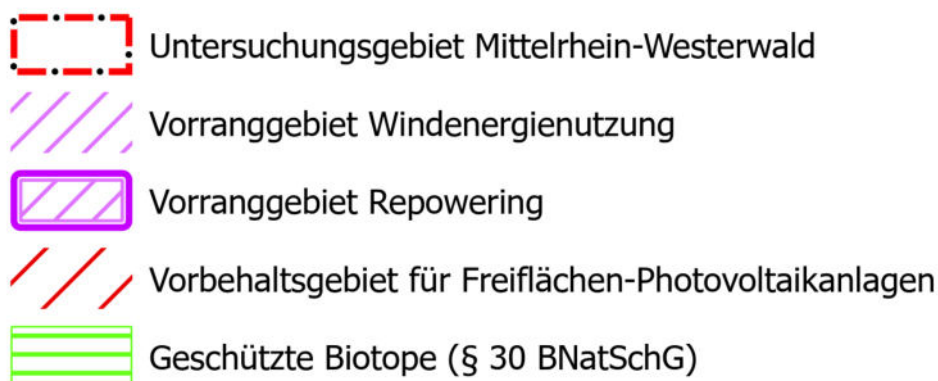 Untersuchungsgebiet Mittelrhein-Westerwald
Vorranggebiet Windenergienutzung
Vorranggebiet Repowering
Vorbehaltsgebiet für Freiflächen-Photovoltaikanlagen
Geschützte Biotope (§ 30 BNatSchG)